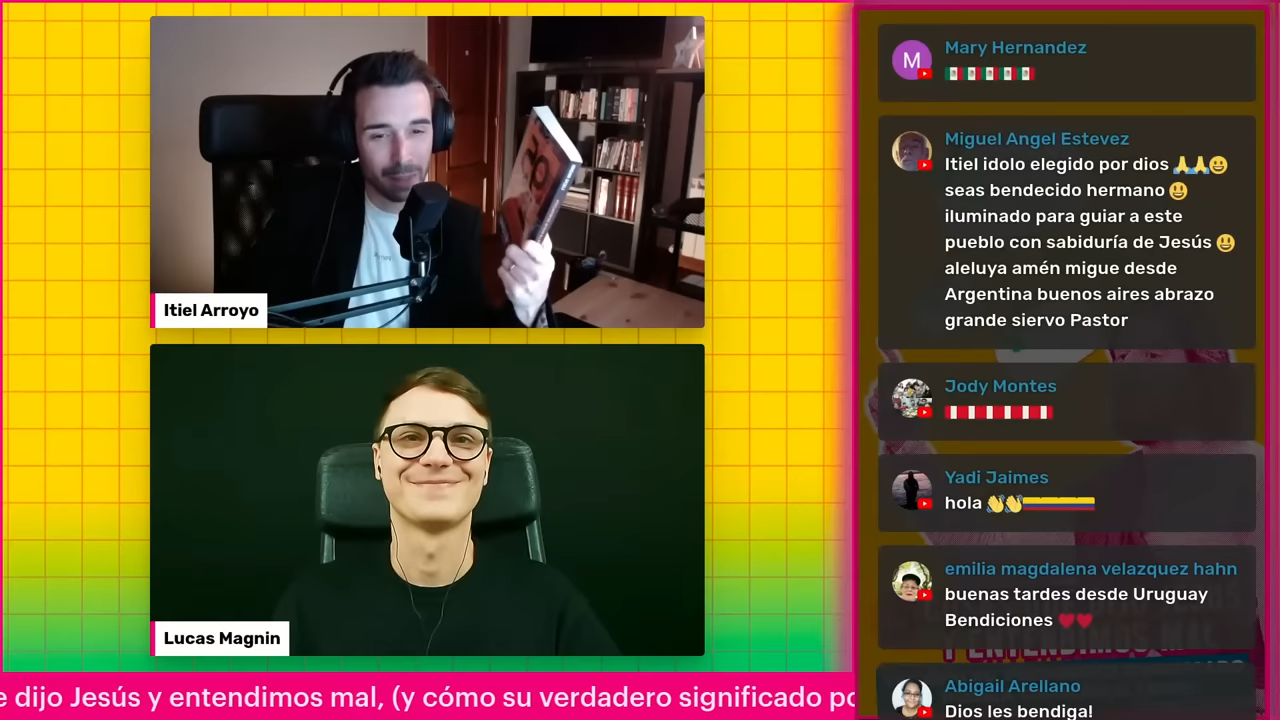 Itiel Arroyo
Lucas Magnin
e dijo Jesús y entendimos mal, (y cómo su verdadero significado po
Mary Hernandez
🇲🇽🇲🇽🇲🇽🇲🇽🇲🇽
Miguel Angel Estevez
Itiel idolo elegido por dios 🙏🙏😃
seas bendecido hermano 😃
iluminado para guiar a este
pueblo con sabiduría de Jesús 😃
aleluya amén migue desde
Argentina buenos aires abrazo
grande siervo Pastor
Jody Montes
🇵🇪🇵🇪🇵🇪🇵🇪🇵🇪🇵🇪
Yadi Jaimes
hola 👏👏🇨🇴🇨🇴🇨🇴🇨🇴
emilia magdalena velazquez hahn
buenas tardes desde Uruguay
Bendiciones ♥️♥️
Y ENTENDIMOS MAL
Abigail Arellano
Dios les bendiga!
M